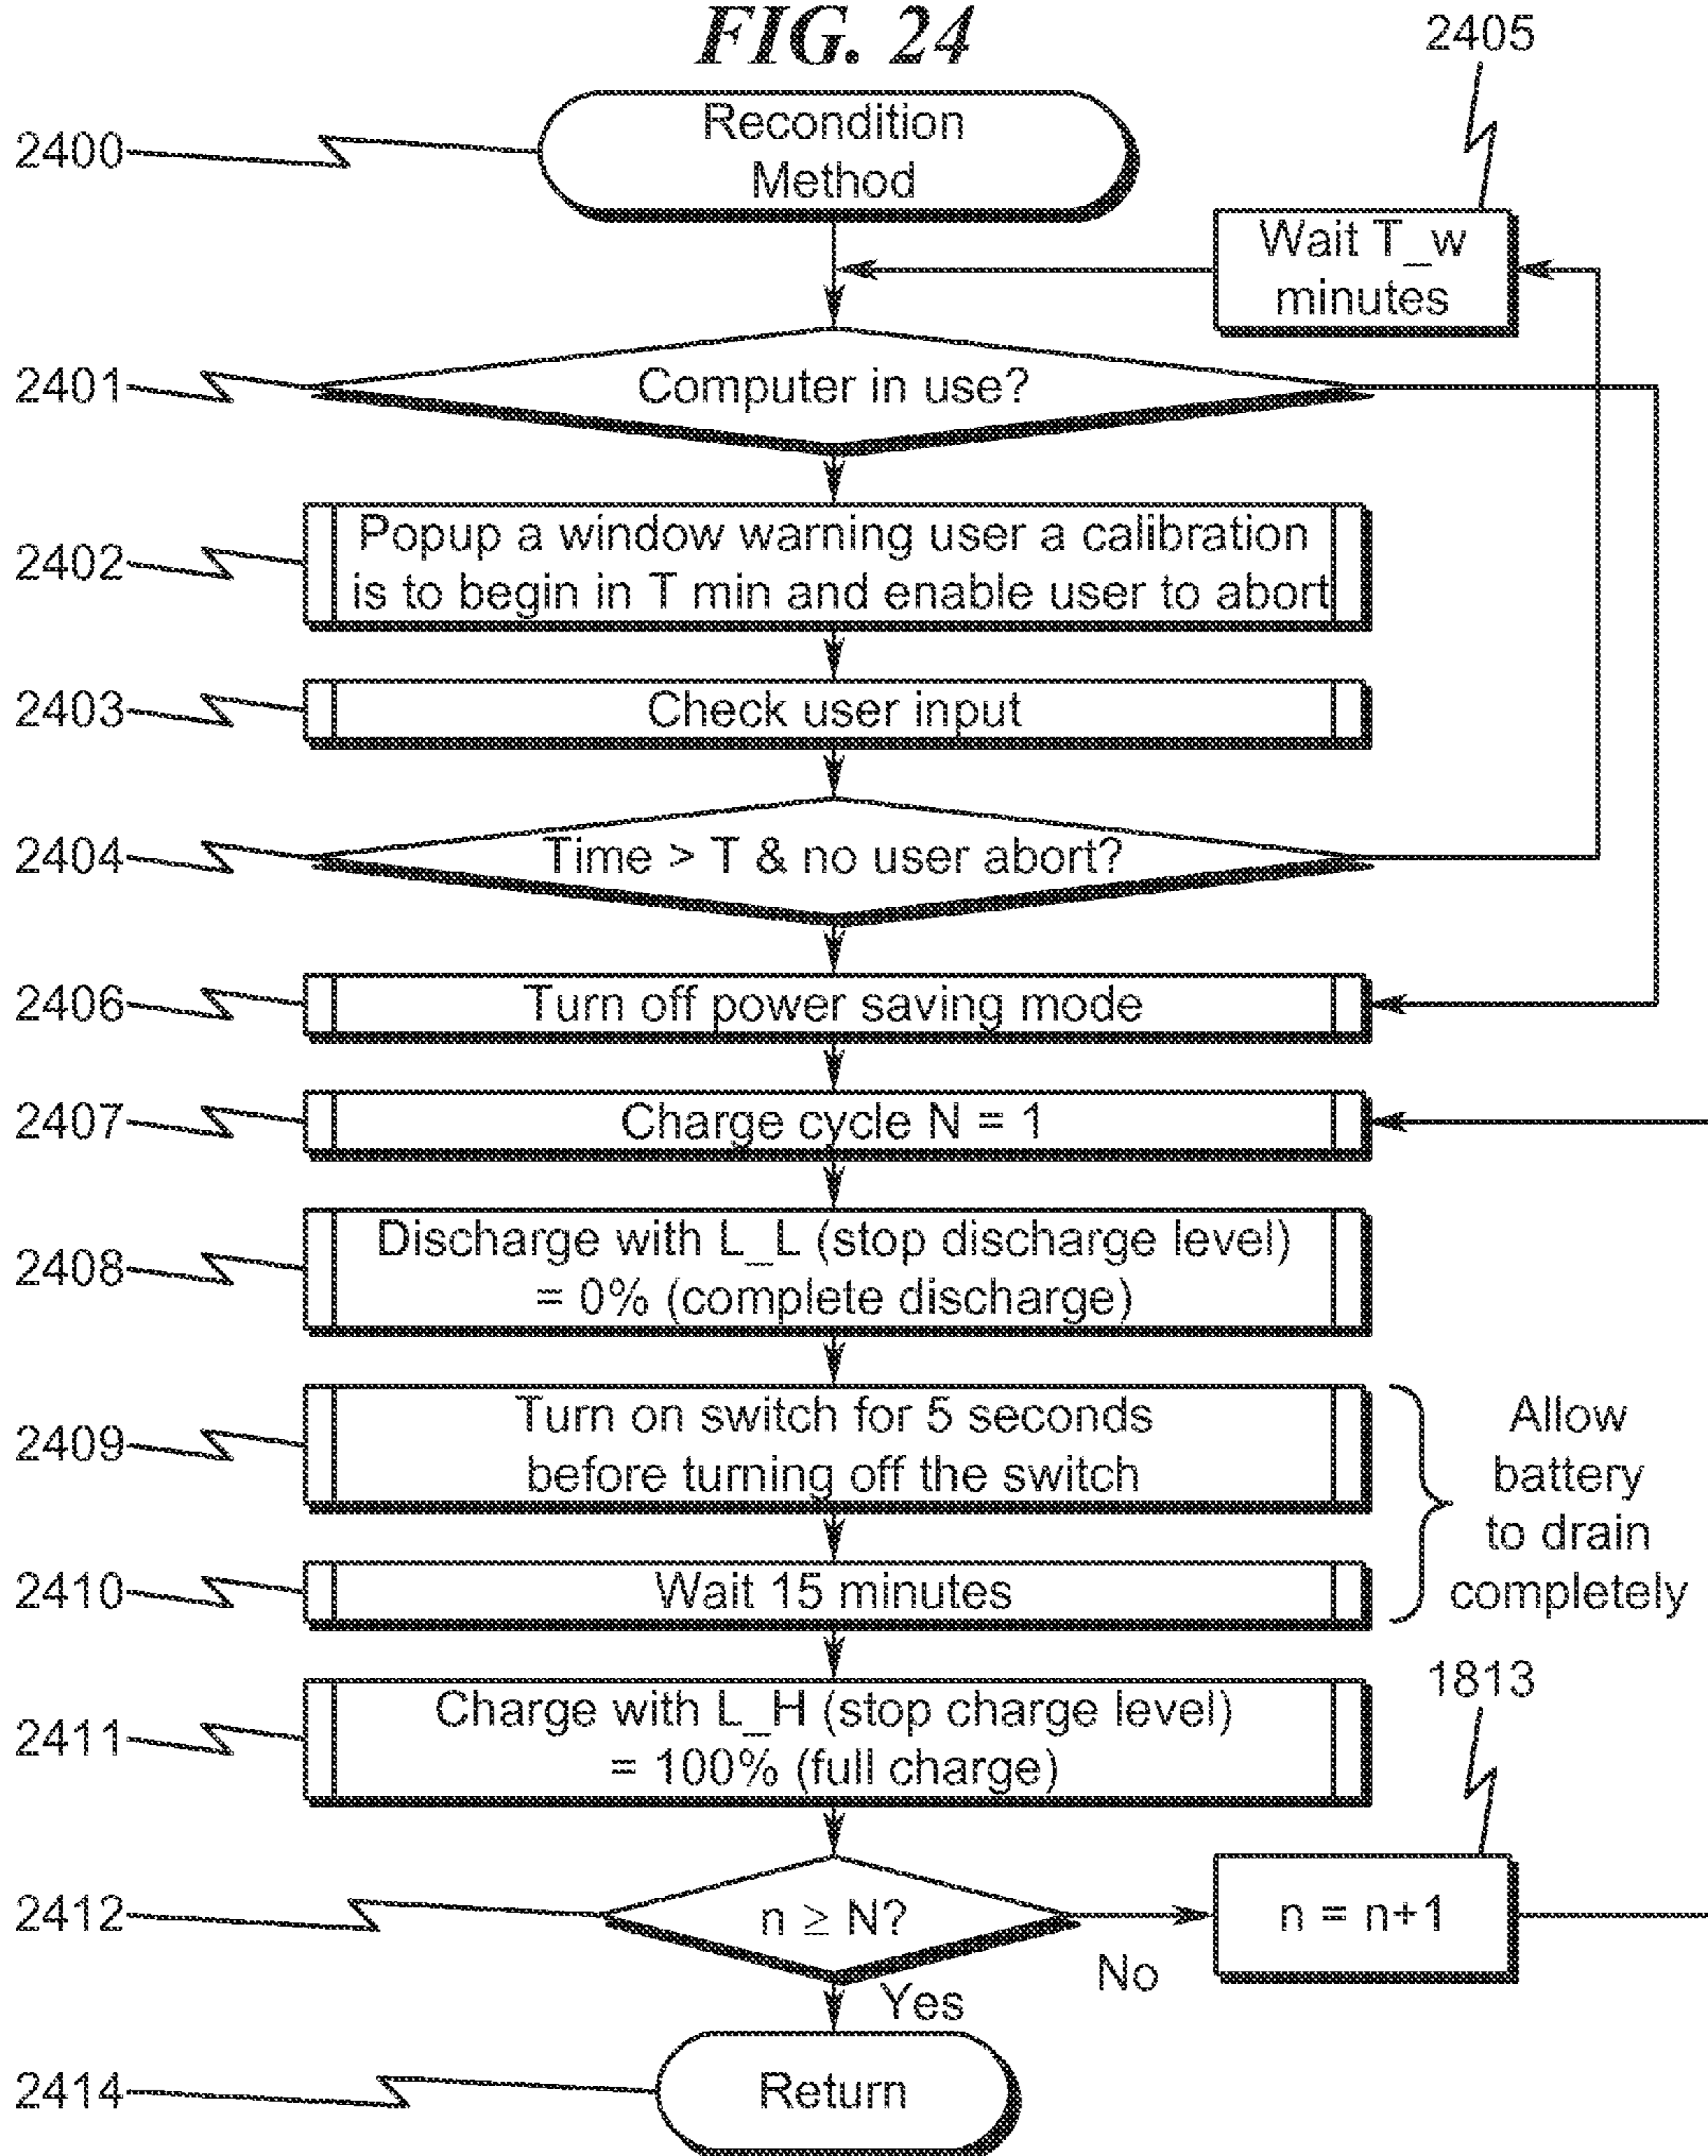 FIG. 24
2405
2400
Recondition
Method
Wait T_w
minutes
2401
Computer in use?
2402
Popup a window warning user a calibration
is to begin in T min and enable user to abort
2403
Check user input
2404
Time > T & no user abort?
2406
Turn off power saving mode
2407
Charge cycle N = 1
2408
Discharge with L_L (stop discharge level)
= 0% (complete discharge)
2409
Turn on switch for 5 seconds
before turning off the switch
Allow
battery
to drain
completely
2410
Wait 15 minutes
2411
Charge with L_H (stop charge level)
= 100% (full charge)
1813
2412
n ≥ N?
No
n = n+1
Yes
2414
Return